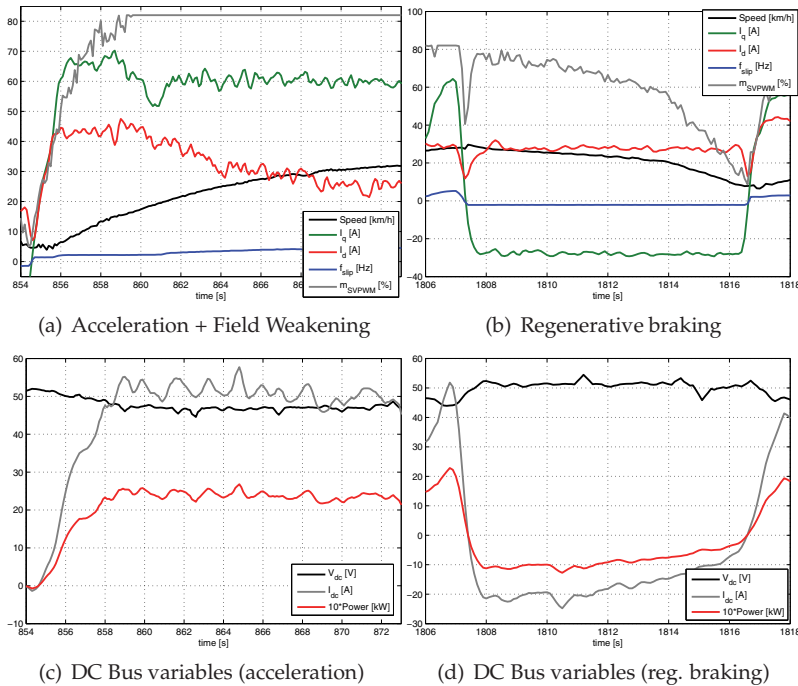 80
70
60
50
40
30
20
10
0
854 856 858 860 862 864 866 868
time [s]
Speed [km/h]
I_q [A]
I_d [A]
f_slip [Hz]
m_SVPWM [%]
(a) Acceleration + Field Weakening
100
80
60
40
20
0
−20
−40
1806 1808 1810 1812 1814 1816 1818
time [s]
Speed [km/h]
I_q [A]
I_d [A]
f_slip [Hz]
m_SVPWM [%]
(b) Regenerative braking
60
50
40
30
20
10
0
−10
854 856 858 860 862 864 866 868 870 872
time [s]
V_dc [V]
I_dc [A]
10*Power [kW]
(c) DC Bus variables (acceleration)
60
50
40
30
20
10
0
−10
−20
−30
1806 1808 1810 1812 1814 1816 1818
time [s]
V_dc [V]
I_dc [A]
10*Power [kW]
(d) DC Bus variables (reg. braking)